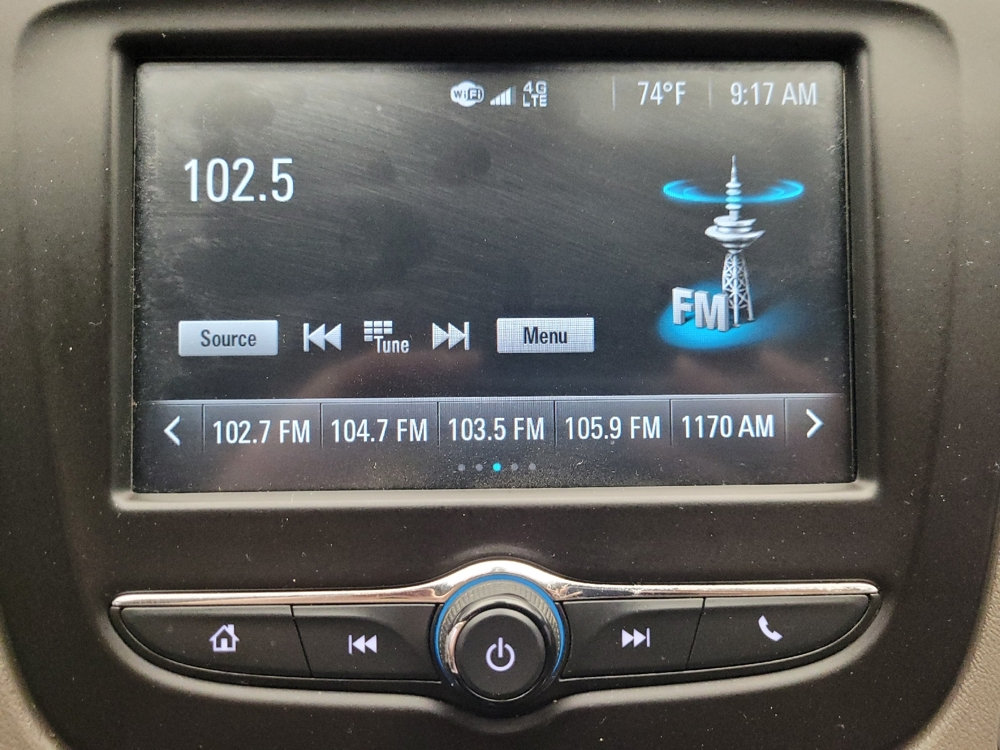 WiFi 4G LTE 74°F 9:17 AM
102.5
FM
Source Tune Menu
102.7 FM 104.7 FM 103.5 FM 105.9 FM 1170 AM